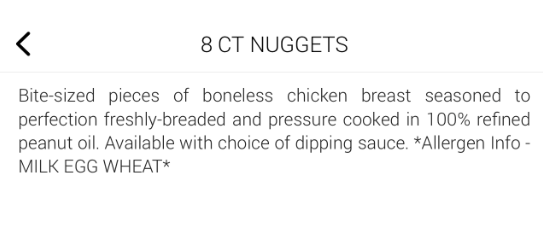 8 CT NUGGETS
Bite-sized pieces of boneless chicken breast seasoned to
perfection freshly-breaded and pressure cooked in 100% refined
peanut oil. Available with choice of dipping sauce. *Allergen Info -
MILK EGG WHEAT*